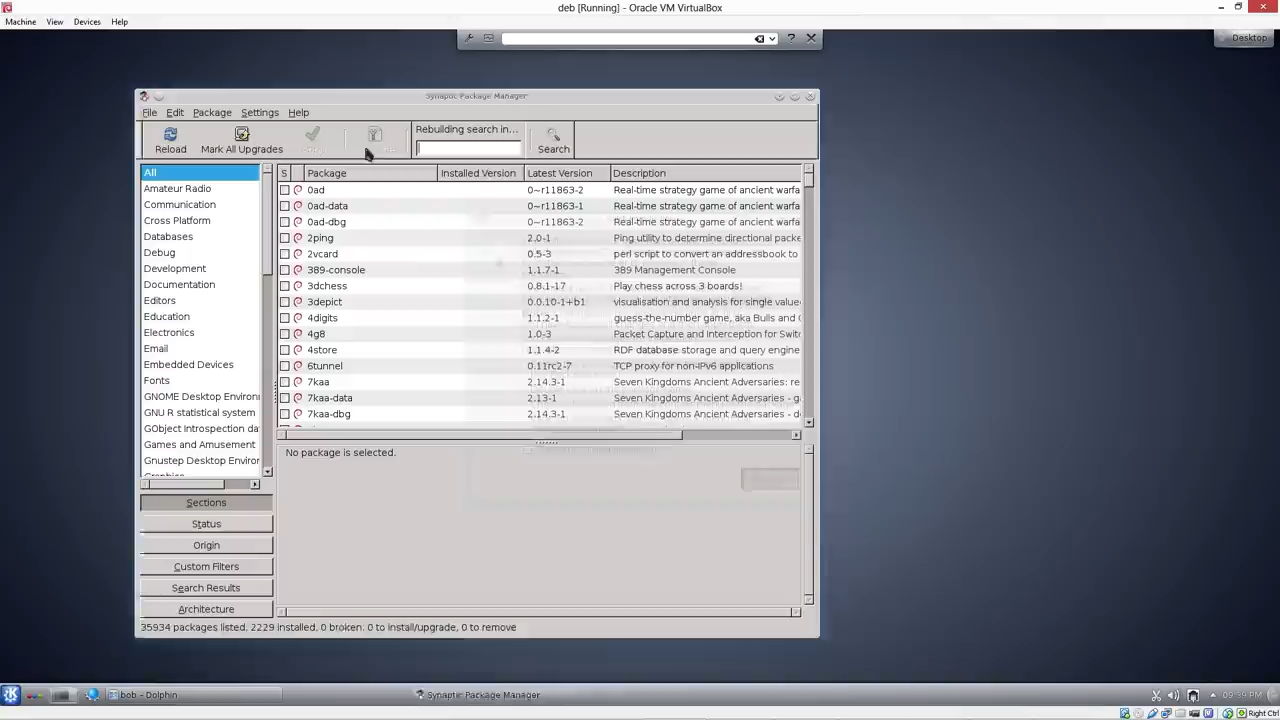 deb [Running] - Oracle VM VirtualBox
Machine View Devices Help
Desktop
Synaptic Package Manager
File Edit Package Settings Help
Reload
Mark All Upgrades
Rebuilding search in...
Search
All
Amateur Radio
Communication
Cross Platform
Databases
Debug
Development
Documentation
Editors
Education
Electronics
Email
Embedded Devices
Fonts
GNOME Desktop Environ
GNU R statistical system
GObject Introspection da
Games and Amusement
Gnustep Desktop Environ
S Package Installed Version Latest Version Description
0ad 0~r11863-2 Real-time strategy game of ancient warfa
0ad-data 0~r11863-1 Real-time strategy game of ancient warfa
0ad-dbg 0~r11863-2 Real-time strategy game of ancient warfa
2ping 2.0-1 Ping utility to determine directional packe
2vcard 0.5-3 perl script to convert an addressbook to
389-console 1.1.7-1 389 Management Console
3dchess 0.8.1-17 Play chess across 3 boards!
3depict 0.0.10-1+b1 visualisation and analysis for single value
4digits 1.1.2-1 guess-the-number game, aka Bulls and C
4g8 1.0-3 Packet Capture and Interception for Switc
4store 1.1.4-2 RDF database storage and query engine
6tunnel 0.11rc2-7 TCP proxy for non-IPv6 applications
7kaa 2.14.3-1 Seven Kingdoms Ancient Adversaries: re
7kaa-data 2.13-1 Seven Kingdoms Ancient Adversaries - g
7kaa-dbg 2.14.3-1 Seven Kingdoms Ancient Adversaries - d
No package is selected.
Sections
Status
Origin
Custom Filters
Search Results
Architecture
35934 packages listed, 2229 installed, 0 broken. 0 to install/upgrade, 0 to remove
bob - Dolphin
Synaptic Package Manager
09:39 PM
Right Ctrl